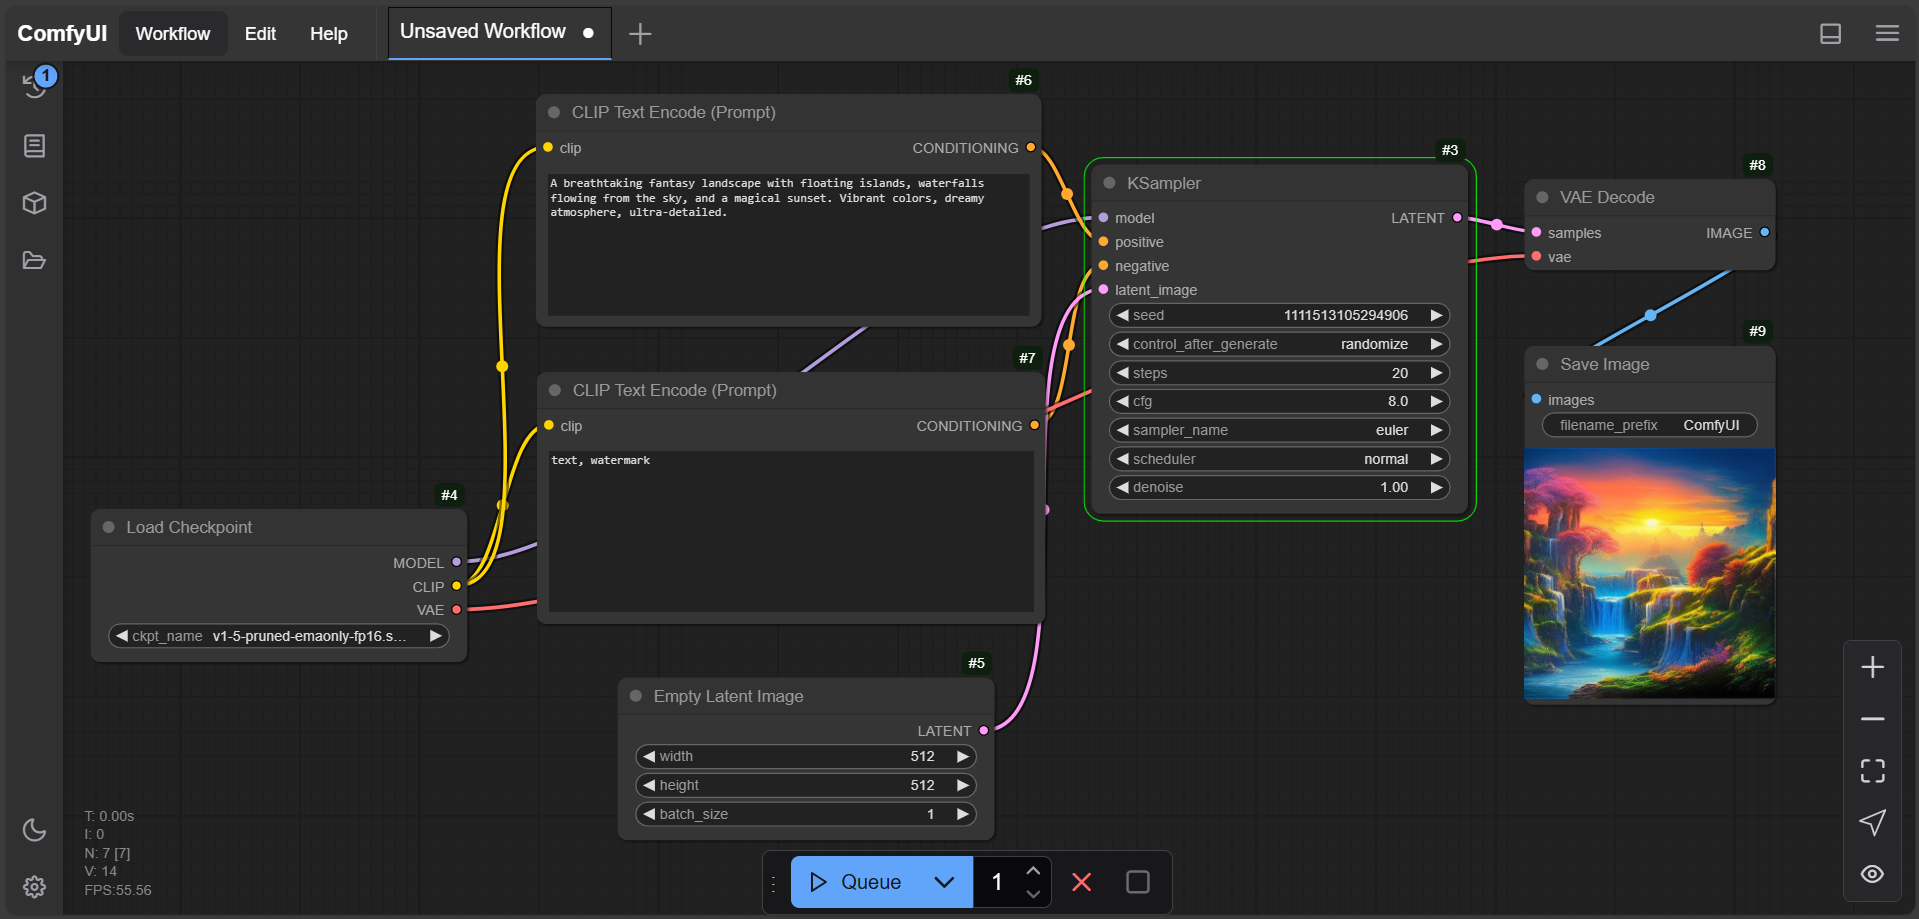 ComfyUI Workflow Edit Help Unsaved Workflow
1
#6
CLIP Text Encode (Prompt)
clip CONDITIONING
A breathtaking fantasy landscape with floating islands, waterfalls
flowing from the sky, and a magical sunset. Vibrant colors, dreamy
atmosphere, ultra-detailed.
#7
CLIP Text Encode (Prompt)
clip CONDITIONING
text, watermark
#4
Load Checkpoint
MODEL
CLIP
VAE
ckpt_name v1-5-pruned-emaonly-fp16.s...
#5
Empty Latent Image
LATENT
width 512
height 512
batch_size 1
#3
KSampler
model LATENT
positive
negative
latent_image
seed 1111513105294906
control_after_generate randomize
steps 20
cfg 8.0
sampler_name euler
scheduler normal
denoise 1.00
#8
VAE Decode
samples IMAGE
vae
#9
Save Image
images
filename_prefix ComfyUI
T: 0.00s
I: 0
N: 7 [7]
V: 14
FPS:55.56
Queue 1